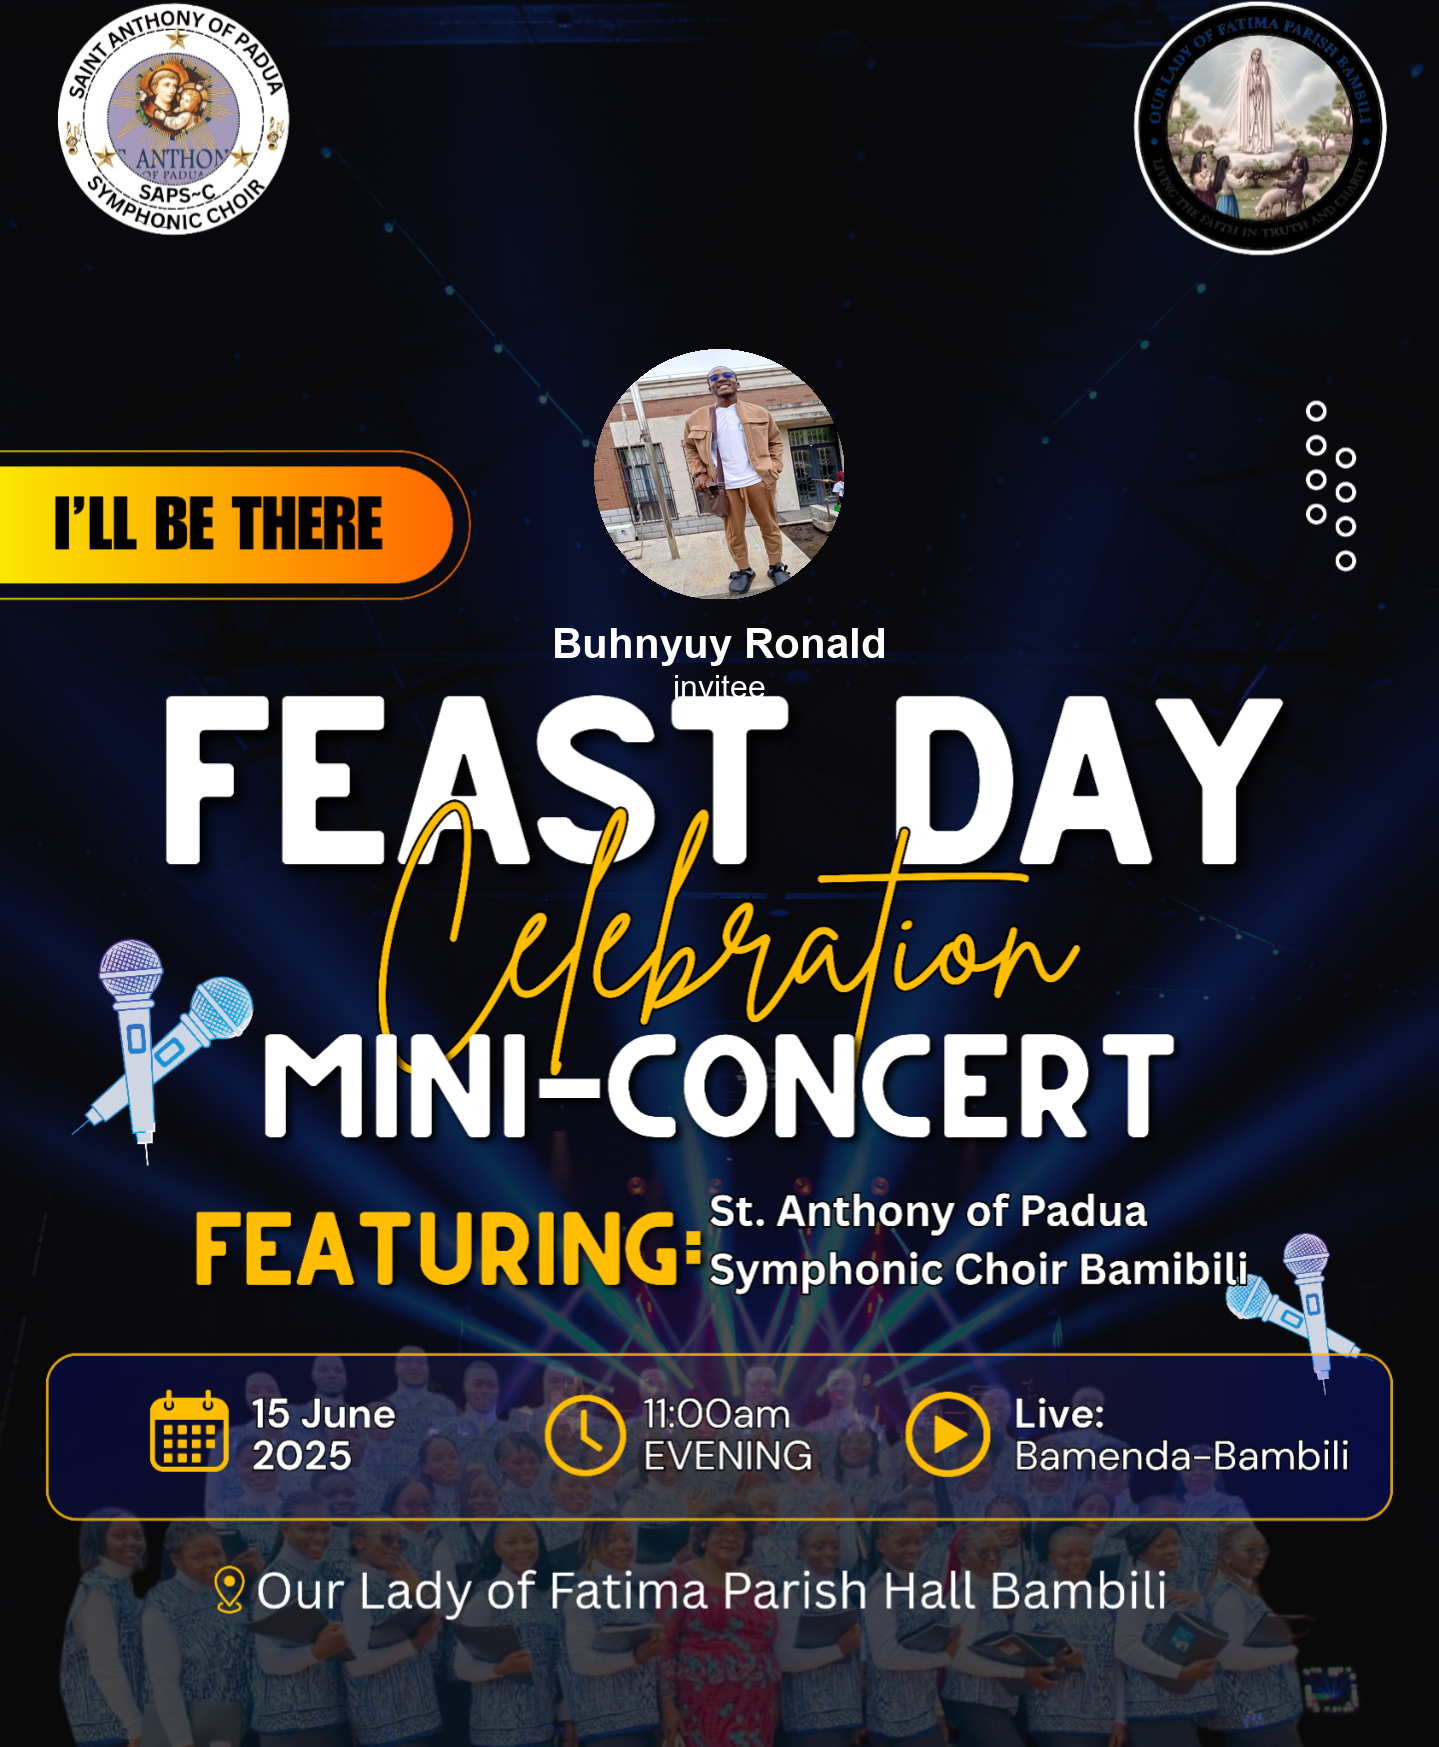 SAINT ANTHONY OF PADUA
ANTHON
OF PADUA
SAPS~C
SYMPHONIC CHOIR
OUR LADY OF FATIMA PARISH BAMBILI
LIVING THE FAITH IN TRUTH AND CHARITY
I'LL BE THERE
Buhnyuy Ronald
invitee
FEAST DAY
Celebration
MINI-CONCERT
FEATURING:
St. Anthony of Padua
Symphonic Choir Bamibili
15 June
2025
11:00am
EVENING
Live:
Bamenda-Bambili
Our Lady of Fatima Parish Hall Bambili